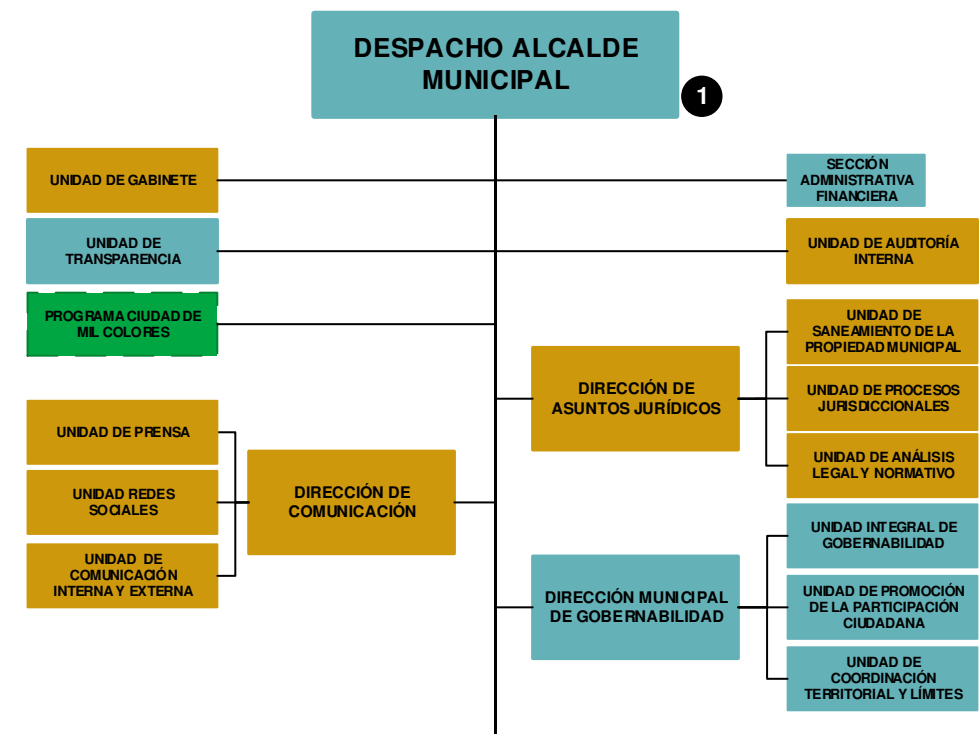 DESPACHO ALCALDE
MUNICIPAL
1
UNIDAD DE GABINETE
SECCIÓN
ADMINISTRATIVA
FINANCIERA
UNIDAD DE
TRANSPARENCIA
UNIDAD DE AUDITORÍA
INTERNA
PROGRAMA CIUDAD DE
MIL COLORES
DIRECCIÓN DE
ASUNTOS JURÍDICOS
UNIDAD DE
SANEAMIENTO DE LA
PROPIEDAD MUNICIPAL
UNIDAD DE PROCESOS
JURISDICCIONALES
UNIDAD DE ANÁLISIS
LEGAL Y NORMATIVO
UNIDAD DE PRENSA
UNIDAD REDES
SOCIALES
UNIDAD DE
COMUNICACIÓN
INTERNA Y EXTERNA
DIRECCIÓN DE
COMUNICACIÓN
DIRECCIÓN MUNICIPAL
DE GOBERNABILIDAD
UNIDAD INTEGRAL DE
GOBERNABILIDAD
UNIDAD DE PROMOCIÓN
DE LA PARTICIPACIÓN
CIUDADANA
UNIDAD DE
COORDINACIÓN
TERRITORIAL Y LÍMITES